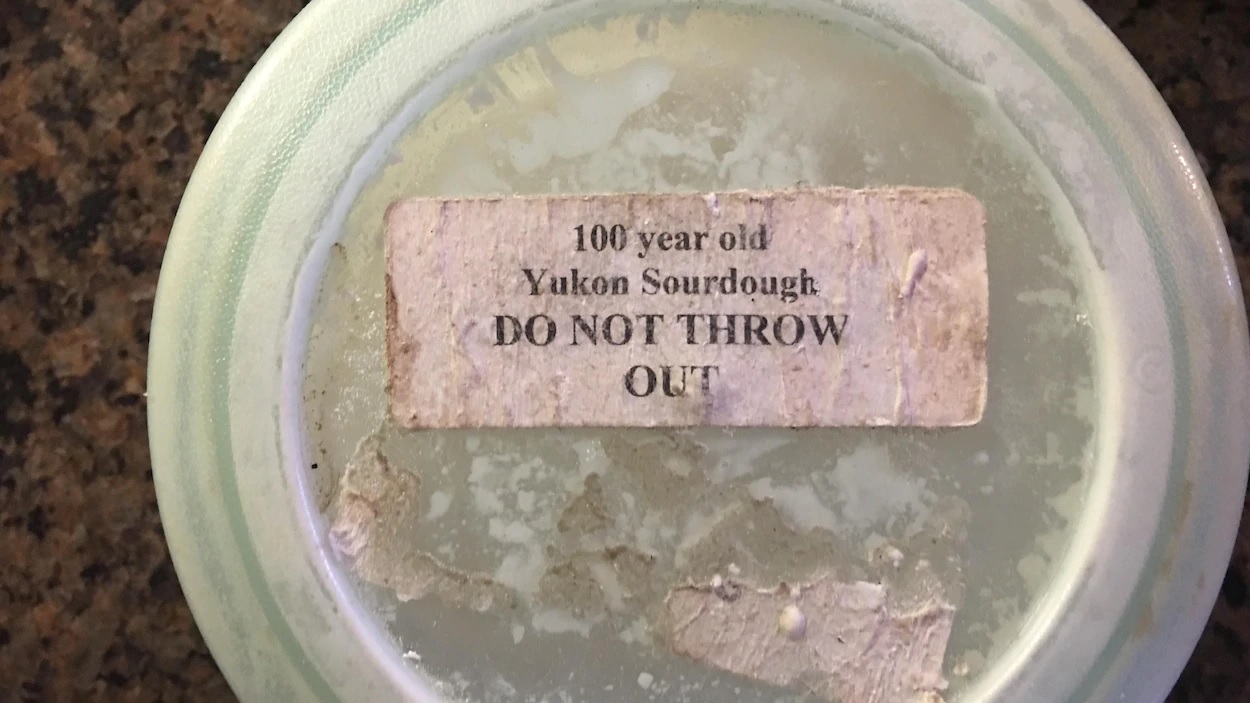 100 year old
Yukon Sourdough
DO NOT THROW
OUT